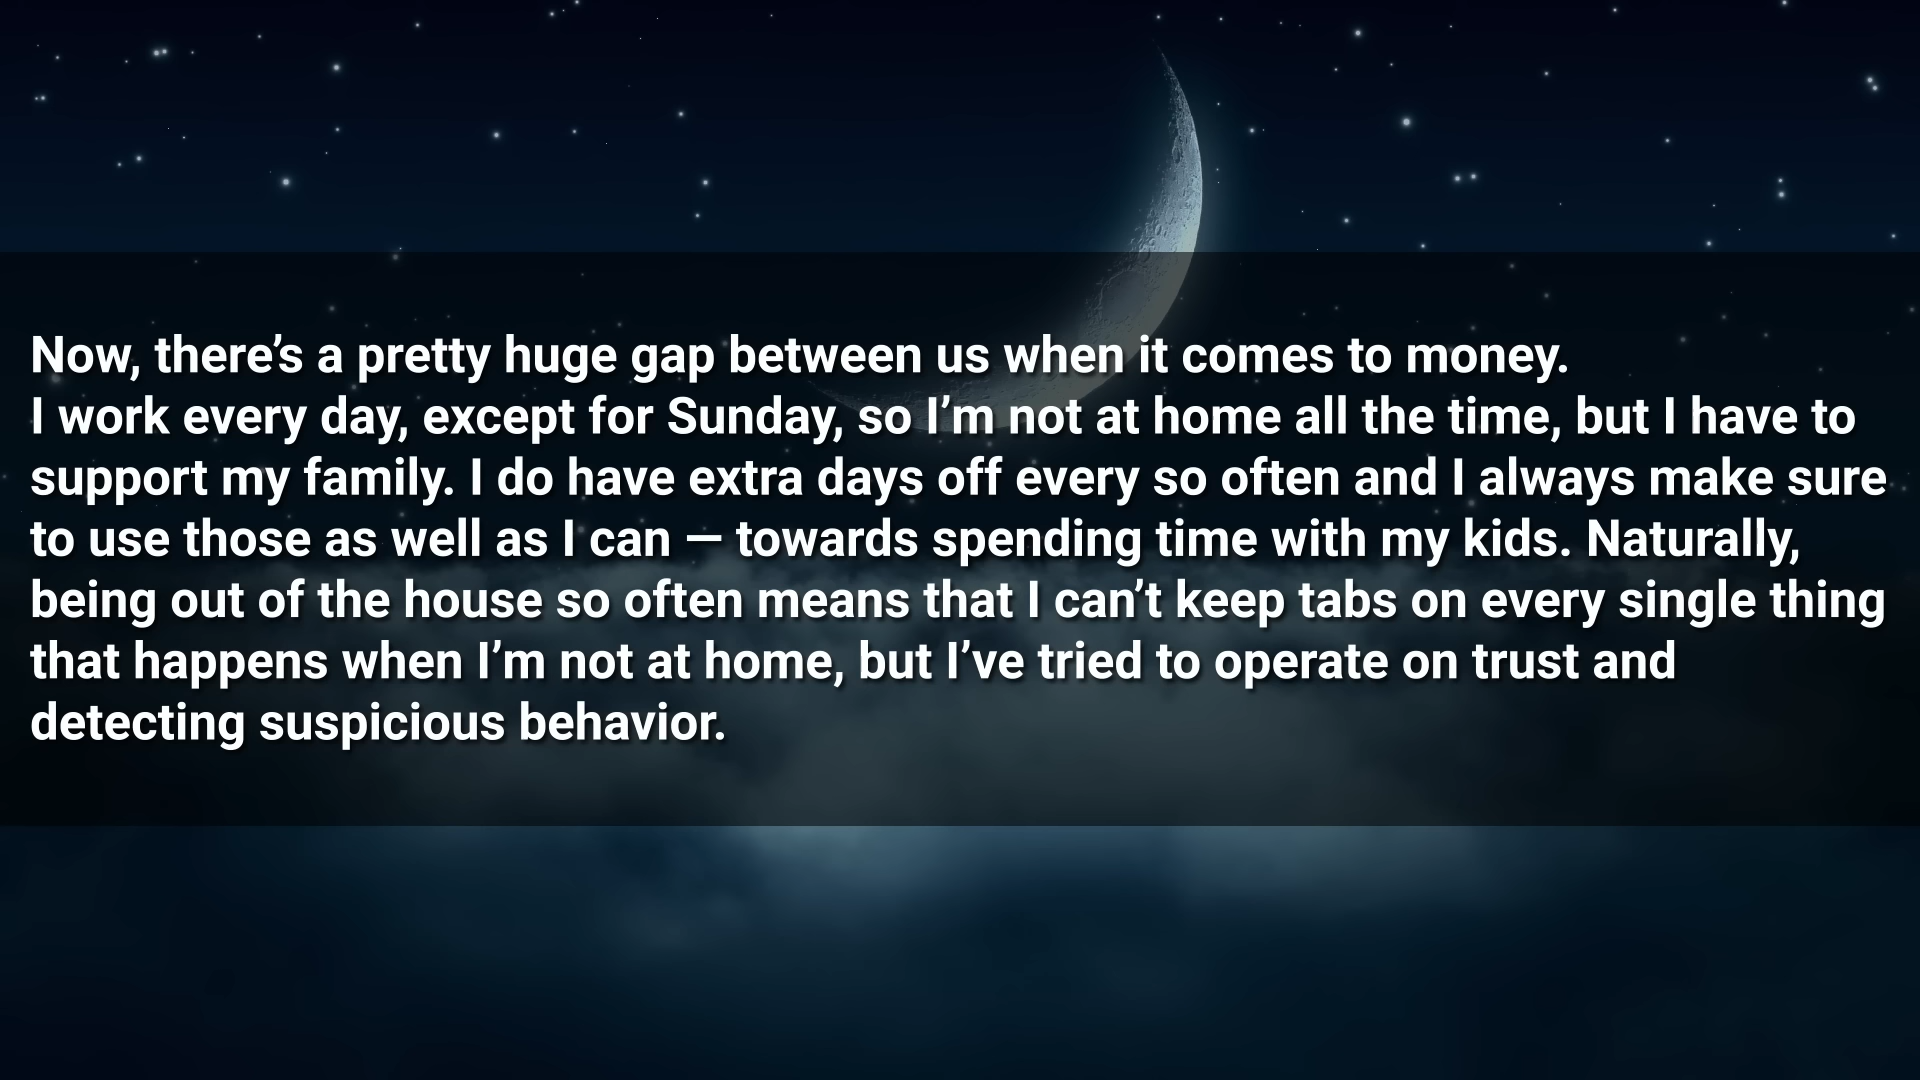 Now, there’s a pretty huge gap between us when it comes to money.
I work every day, except for Sunday, so I’m not at home all the time, but I have to
support my family. I do have extra days off every so often and I always make sure
to use those as well as I can — towards spending time with my kids. Naturally,
being out of the house so often means that I can’t keep tabs on every single thing
that happens when I’m not at home, but I’ve tried to operate on trust and
detecting suspicious behavior.